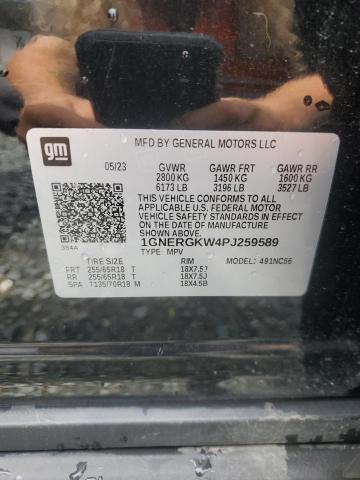 gm
MFD BY GENERAL MOTORS LLC
05/23 GVWR GAWR FRT GAWR RR
2800 KG 1450 KG 1600 KG
6173 LB 3196 LB 3527 LB
THIS VEHICLE CONFORMS TO ALL
APPLICABLE U.S. FEDERAL MOTOR
VEHICLE SAFETY STANDARDS IN
EFFECT ON THE DATE OF MANUFACTURE
SHOWN.
384A
1GNERGKW4PJ259589
TYPE: MPV
TIRE SIZE RIM MODEL: 491NC56
FRT 255/65R18 T 18X7.5J
RR 255/65R18 T 18X7.5J
SPA T135/70R18 M 18X4.5B